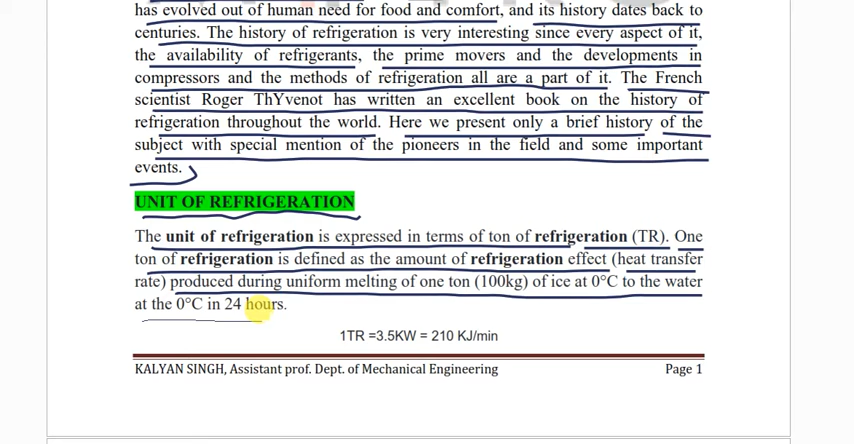 has evolved out of human need for food and comfort, and its history dates back to
centuries. The history of refrigeration is very interesting since every aspect of it,
the availability of refrigerants, the prime movers and the developments in
compressors and the methods of refrigeration all are a part of it. The French
scientist Roger ThYvenot has written an excellent book on the history of
refrigeration throughout the world. Here we present only a brief history of the
subject with special mention of the pioneers in the field and some important
events.
UNIT OF REFRIGERATION
The unit of refrigeration is expressed in terms of ton of refrigeration (TR). One
ton of refrigeration is defined as the amount of refrigeration effect (heat transfer
rate) produced during uniform melting of one ton (100kg) of ice at 0°C to the water
at the 0°C in 24 hours.
1TR =3.5KW = 210 KJ/min
KALYAN SINGH, Assistant prof. Dept. of Mechanical Engineering Page 1